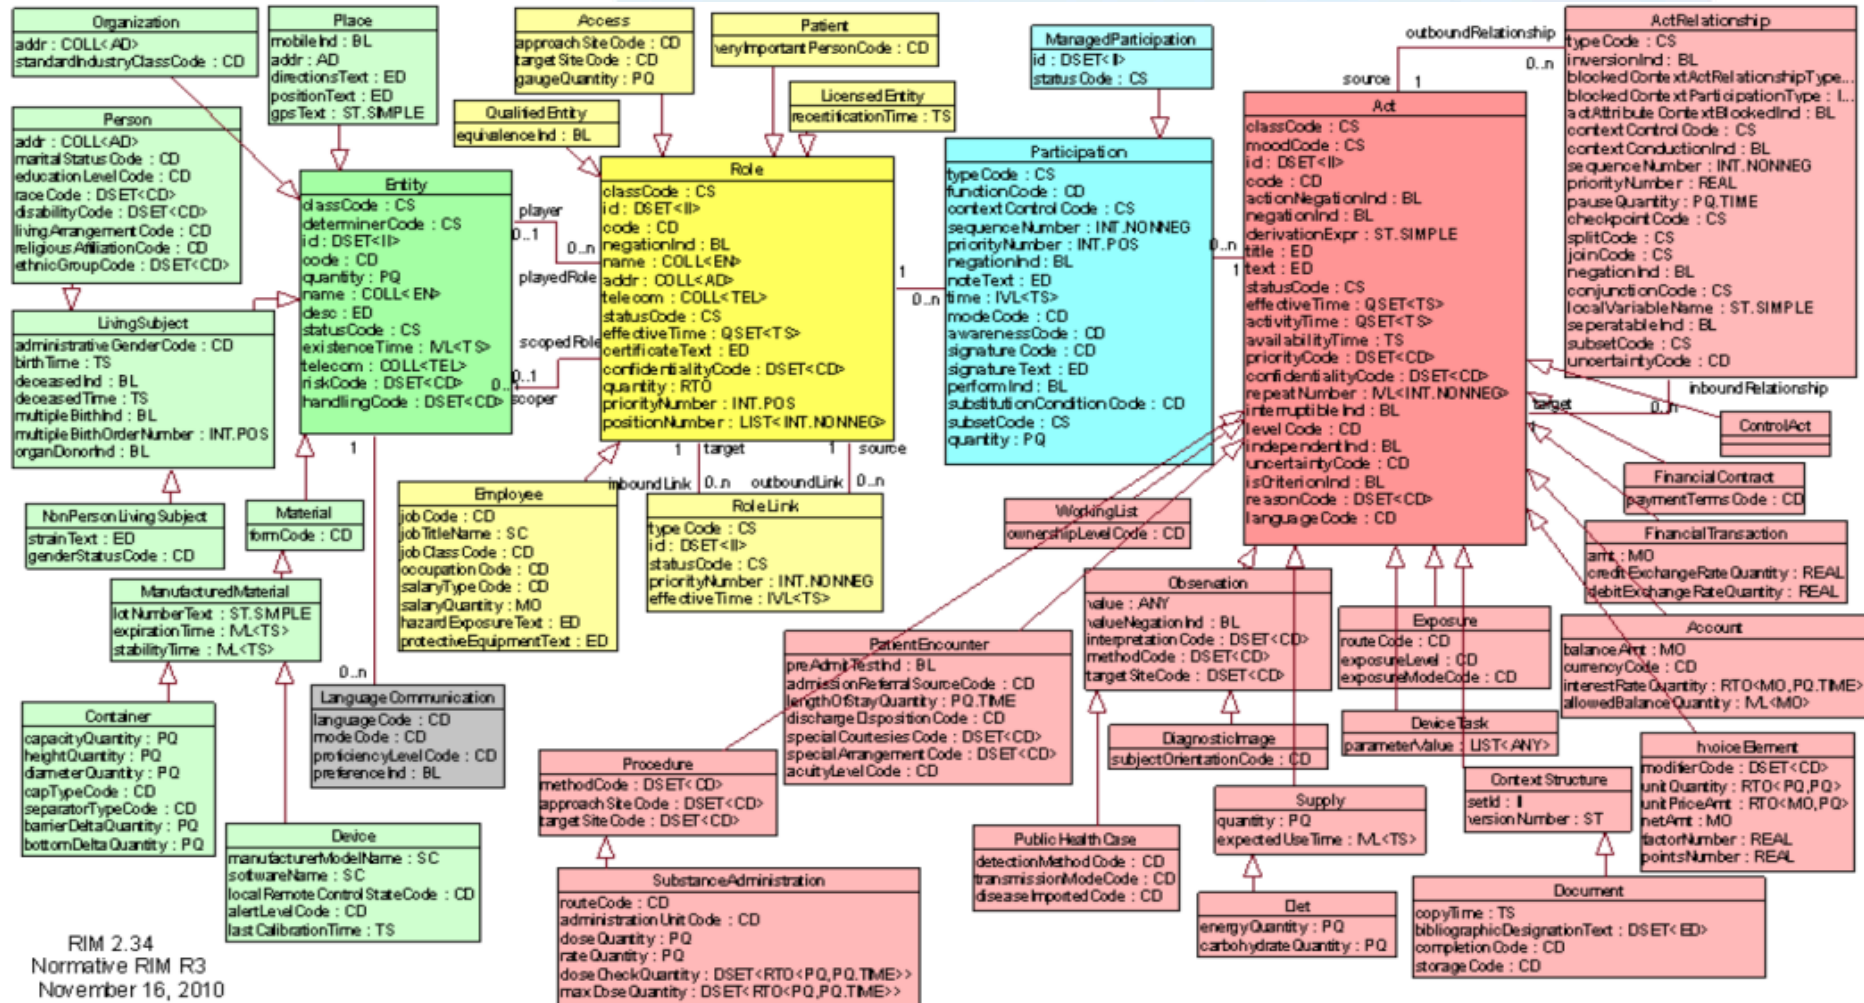 Organization
addr : COLL<AD>
standardIndustryClassCode : CD
Place
mobileInd : BL
addr : AD
directionsText : ED
positionText : ED
gpsText : ST.SIMPLE
Access
approachSiteCode : CD
targetSiteCode : CD
gaugeQuantity : PQ
Patient
veryImportantPersonCode : CD
ManagedParticipation
id : DSET<II>
statusCode : CS
outboundRelationship
0..n
source
1
ActRelationship
typeCode : CS
inversionInd : BL
blockedContextActRelationshipType...
blockedContextParticipationType : I...
actAttributeContextBlockedInd : BL
contextControlCode : CS
contextConductionInd : BL
sequenceNumber : INT.NONNEG
priorityNumber : REAL
pauseQuantity : PQ.TIME
checkpointCode : CS
splitCode : CS
joinCode : CS
negationInd : BL
conjunctionCode : CS
localVariableName : ST.SIMPLE
seperatableInd : BL
subsetCode : CS
uncertaintyCode : CD
inboundRelationship
target
0..n
Person
addr : COLL<AD>
maritalStatusCode : CD
educationLevelCode : CD
raceCode : DSET<CD>
disabilityCode : DSET<CD>
livingArrangementCode : CD
religiousAffiliationCode : CD
ethnicGroupCode : DSET<CD>
QualifiedEntity
equivalenceInd : BL
LicensedEntity
recertificationTime : TS
Entity
classCode : CS
determinerCode : CS
id : DSET<II>
code : CD
quantity : PQ
name : COLL<EN>
desc : ED
statusCode : CS
existenceTime : IVL<TS>
telecom : COLL<TEL>
riskCode : DSET<CD>
handlingCode : DSET<CD>
player
0..1
0..n
playedRole
scopedRole
0..1
0..
scoper
Role
classCode : CS
id : DSET<II>
code : CD
negationInd : BL
name : COLL<EN>
addr : COLL<AD>
telecom : COLL<TEL>
statusCode : CS
effectiveTime : QSET<TS>
certificateText : ED
confidentialityCode : DSET<CD>
quantity : RTO
priorityNumber : INT.POS
positionNumber : LIST<INT.NONNEG>
1
0..n
Participation
typeCode : CS
functionCode : CD
contextControlCode : CS
sequenceNumber : INT.NONNEG
priorityNumber : INT.POS
negationInd : BL
noteText : ED
time : IVL<TS>
modeCode : CD
awarenessCode : CD
signatureCode : CD
signatureText : ED
performInd : BL
substitutionConditionCode : CD
subsetCode : CS
quantity : PQ
0..n
1
Act
classCode : CS
moodCode : CS
id : DSET<II>
code : CD
actionNegationInd : BL
negationInd : BL
derivationExpr : ST.SIMPLE
title : ED
text : ED
statusCode : CS
effectiveTime : QSET<TS>
activityTime : QSET<TS>
availabilityTime : TS
priorityCode : DSET<CD>
confidentialityCode : DSET<CD>
repeatNumber : IVL<INT.NONNEG>
interruptibleInd : BL
levelCode : CD
independentInd : BL
uncertaintyCode : CD
isCriterionInd : BL
reasonCode : DSET<CD>
languageCode : CD
LivingSubject
administrativeGenderCode : CD
birthTime : TS
deceasedInd : BL
deceasedTime : TS
multipleBirthInd : BL
multipleBirthOrderNumber : INT.POS
organDonorInd : BL
1
1
target
1
source
inboundLink
0..n
outboundLink
0..n
NonPersonLivingSubject
strainText : ED
genderStatusCode : CD
Material
formCode : CD
Employee
jobCode : CD
jobTitleName : SC
jobClassCode : CD
occupationCode : CD
salaryTypeCode : CD
salaryQuantity : MO
hazardExposureText : ED
protectiveEquipmentText : ED
RoleLink
typeCode : CS
id : DSET<II>
statusCode : CS
priorityNumber : INT.NONNEG
effectiveTime : IVL<TS>
WorkingList
ownershipLevelCode : CD
ControlAct
FinancialContract
paymentTermsCode : CD
FinancialTransaction
amt : MO
creditExchangeRateQuantity : REAL
debitExchangeRateQuantity : REAL
ManufacturedMaterial
lotNumberText : ST.SIMPLE
expirationTime : IVL<TS>
stabilityTime : IVL<TS>
0..n
Observation
value : ANY
valueNegationInd : BL
interpretationCode : DSET<CD>
methodCode : DSET<CD>
targetSiteCode : DSET<CD>
Exposure
routeCode : CD
exposureLevel : CD
exposureModeCode : CD
Account
balanceAmt : MO
currencyCode : CD
interestRateQuantity : RTO<MO,PQ.TIME>
allowedBalanceQuantity : IVL<MO>
PatientEncounter
preAdmitTestInd : BL
admissionReferralSourceCode : CD
lengthOfStayQuantity : PQ.TIME
dischargeDispositionCode : CD
specialCourtesiesCode : DSET<CD>
specialArrangementCode : DSET<CD>
acuityLevelCode : CD
Container
capacityQuantity : PQ
heightQuantity : PQ
diameterQuantity : PQ
capTypeCode : CD
separatorTypeCode : CD
barrierDeltaQuantity : PQ
bottomDeltaQuantity : PQ
LanguageCommunication
languageCode : CD
modeCode : CD
proficiencyLevelCode : CD
preferenceInd : BL
DiagnosticImage
subjectOrientationCode : CD
DeviceTask
parameterValue : LIST<ANY>
InvoiceElement
modifierCode : DSET<CD>
unitQuantity : RTO<PQ,PQ>
unitPriceAmt : RTO<MO,PQ>
netAmt : MO
factorNumber : REAL
pointsNumber : REAL
Procedure
methodCode : DSET<CD>
approachSiteCode : DSET<CD>
targetSiteCode : DSET<CD>
ContextStructure
setId : II
versionNumber : ST
Supply
quantity : PQ
expectedUseTime : IVL<TS>
Device
manufacturerModelName : SC
softwareName : SC
localRemoteControlStateCode : CD
alertLevelCode : CD
lastCalibrationTime : TS
PublicHealthCase
detectionMethodCode : CD
transmissionModeCode : CD
diseaseImportedCode : CD
SubstanceAdministration
routeCode : CD
administrationUnitCode : CD
doseQuantity : PQ
rateQuantity : PQ
doseCheckQuantity : DSET<RTO<PQ,PQ.TIME>>
maxDoseQuantity : DSET<RTO<PQ,PQ.TIME>>
Diet
energyQuantity : PQ
carbohydrateQuantity : PQ
Document
copyTime : TS
bibliographicDesignationText : DSET<ED>
completionCode : CD
storageCode : CD
RIM 2.34
Normative RIM R3
November 16, 2010